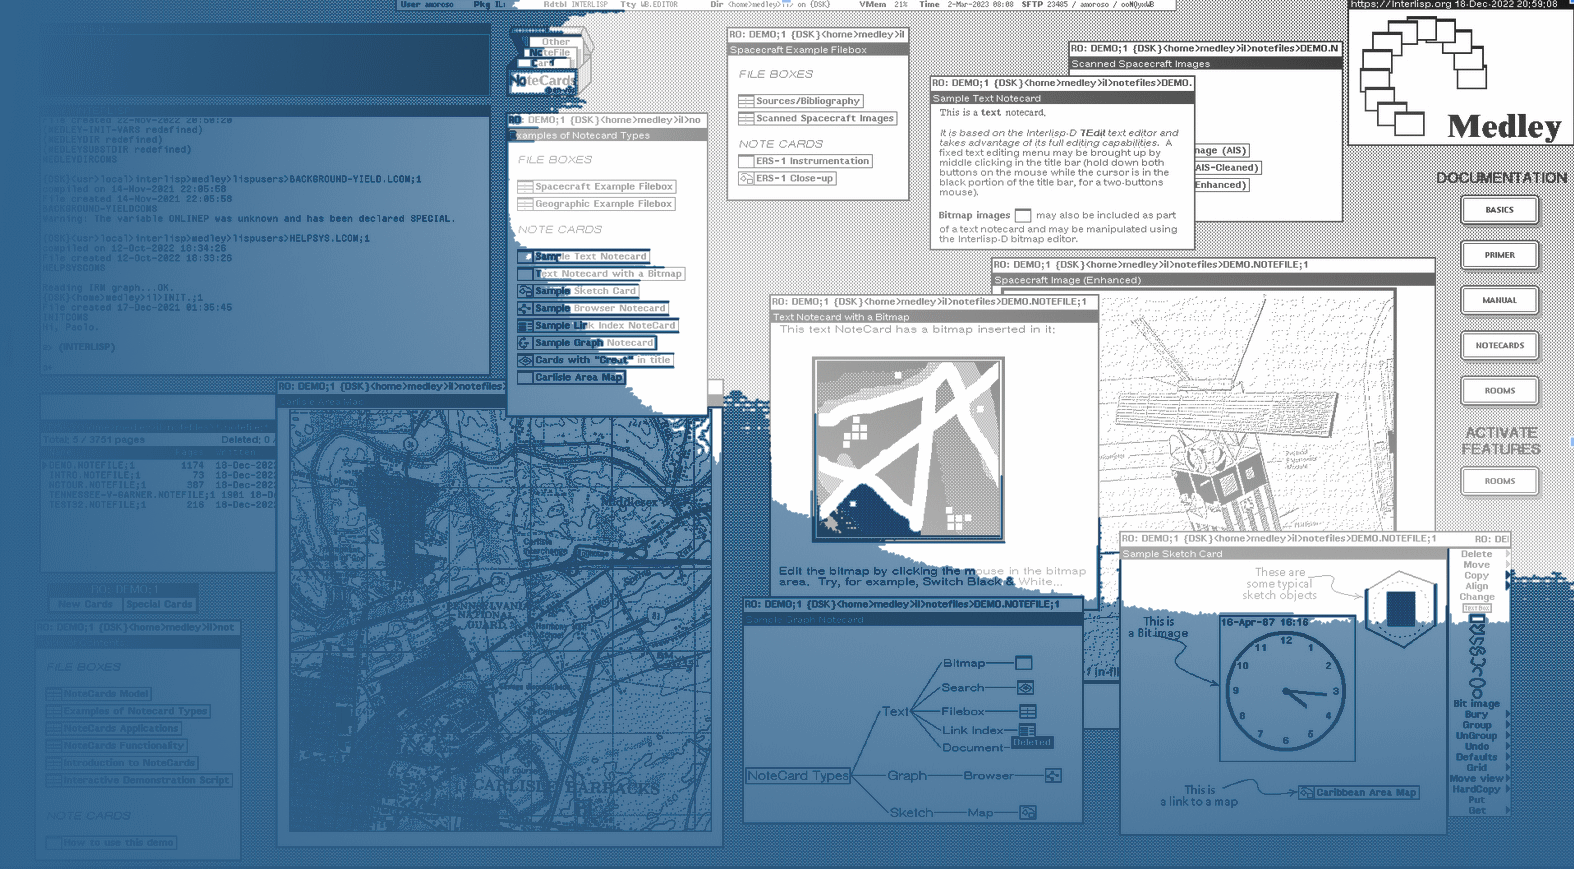 User amoroso Pkg IL: Rdtbl INTERLISP Tty WB.EDITOR Dir {DSK} VMem 21% Time 2-Mar-2023 08:08 SFTP 23485 / amoroso /
https://Interlisp.org 18-Dec-2022 20:59:08
Medley
Other
NoteFile
Card
NoteCards
File created 22-Nov-2022
(MEDLEY-INIT-VARS redefined)
(MEDLEYDIR redefined)
(MEDLEYSUBSTDIR redefined)
MEDLEYDIRCOMS
{DSK}<usr>local>interlisp>medley>lispusers>BACKGROUND-YIELD.LCOM;1
compiled on 14-Nov-2021 22:05:58
File created 14-Nov-2021 22:05:58
BACKGROUND-YIELDCOMS
Warning: The variable ONLINEP was unknown and has been declared SPECIAL.
{DSK}<usr>local>interlisp>medley>lispusers>HELPSYS.LCOM;1
compiled on 12-Oct-2022 18:34:26
File created 12-Oct-2022 18:33:26
HELPSYSCOMS
Reading IRM graph...OK.
{DSK}<home>medley>il>INIT.;1
File created 17-Dec-2021 01:35:45
INITCOMS
Hi, Paolo.
(INTERLISP)
RO: DEMO;1 {DSK}<home>medley>il>no
Examples of Notecard Types
FILE BOXES
Spacecraft Example Filebox
Geographic Example Filebox
NOTE CARDS
Sample Text Notecard
Text Notecard with a Bitmap
Sample Sketch Card
Sample Browser Notecard
Sample Link Index NoteCard
Sample Graph Notecard
Cards with "Great" in title
Carlisle Area Map
RO: DEMO;1 {DSK}<home>medley>il
Spacecraft Example Filebox
FILE BOXES
Sources/Bibliography
Scanned Spacecraft Images
NOTE CARDS
ERS-1 Instrumentation
ERS-1 Close-up
RO: DEMO;1 {DSK}<home>medley>il>notefiles>DEMO.N
Scanned Spacecraft Images
nage (AIS)
AIS-Cleaned)
Enhanced)
RO: DEMO;1 {DSK}<home>medley>il>notefiles>DEMO.
Sample Text Notecard
This is a text notecard.
It is based on the Interlisp-D TEdit text editor and
takes advantage of its full editing capabilities. A
fixed text editing menu may be brought up by
middle clicking in the title bar (hold down both
buttons on the mouse while the cursor is in the
black portion of the title bar, for a two-buttons
mouse).
Bitmap images may also be included as part
of a text notecard and may be manipulated using
the Interlisp-D bitmap editor.
DOCUMENTATION
BASICS
PRIMER
MANUAL
NOTECARDS
ROOMS
ACTIVATE
FEATURES
ROOMS
RO: DEMO;1 {DSK}<home>medley>il>notefiles>DEMO.NOTEFILE;1
Spacecraft Image (Enhanced)
RO: DEMO;1 {DSK}<home>medley>il>notefiles>DEMO.NOTEFILE;1
Text Notecard with a Bitmap
This text NoteCard has a bitmap inserted in it:
Edit the bitmap by clicking the mouse in the bitmap
area. Try, for example, Switch Black & White...
RO: DEMO;1 {DSK}<home>medley>il>notefiles
Carlisle Area Map
Middlesex
Carlisle
Interchange
PENNSYLVANIA
NATIONAL
GUARD
81
CARLISLE BARRACKS
Total: 5 / 3751 pages Deleted: 0 /
DEMO.NOTEFILE;1 1174 18-Dec-202
INTRO.NOTEFILE;1 73 18-Dec-202
NOTOUR.NOTEFILE;1 387 18-Dec-202
TENNESSEE-V-GARNER.NOTEFILE;1 1901 18-D
TESTX2.NOTEFILE;1 216 18-Dec-202
RO: DEMO;1
New Cards Special Cards
RO: DEMO;1 {DSK}<home>medley>il>not
FILE BOXES
NoteCards Model
Examples of Notecard Types
NoteCards Applications
NoteCards Functionality
Introduction to NoteCards
Interactive Demonstration Script
NOTE CARDS
How to use this demo
RO: DEMO;1 {DSK}<home>medley>il>notefiles>DEMO.NOTEFILE;1
Sample Graph Notecard
Bitmap
Search
Text Filebox
Link Index
Deleted
Document
NoteCard Types Graph Browser
Sketch Map
RO: DEMO;1 {DSK}<home>medley>il>notefiles>DEMO.NOTEFILE;1 RO: DE
Sample Sketch Card
These are
some typical
sketch objects
This is
a Bit image
16-Apr-87 16:16
12
1
2
3
4
5
6
7
8
9
10
11
This is
a link to a map
Caribbean Area Map
Delete
Move
Copy
Align
Change
Text Box
Bit image
Bury
Group
UnGroup
Undo
Defaults
Grid
Move view
HardCopy
Put
Get